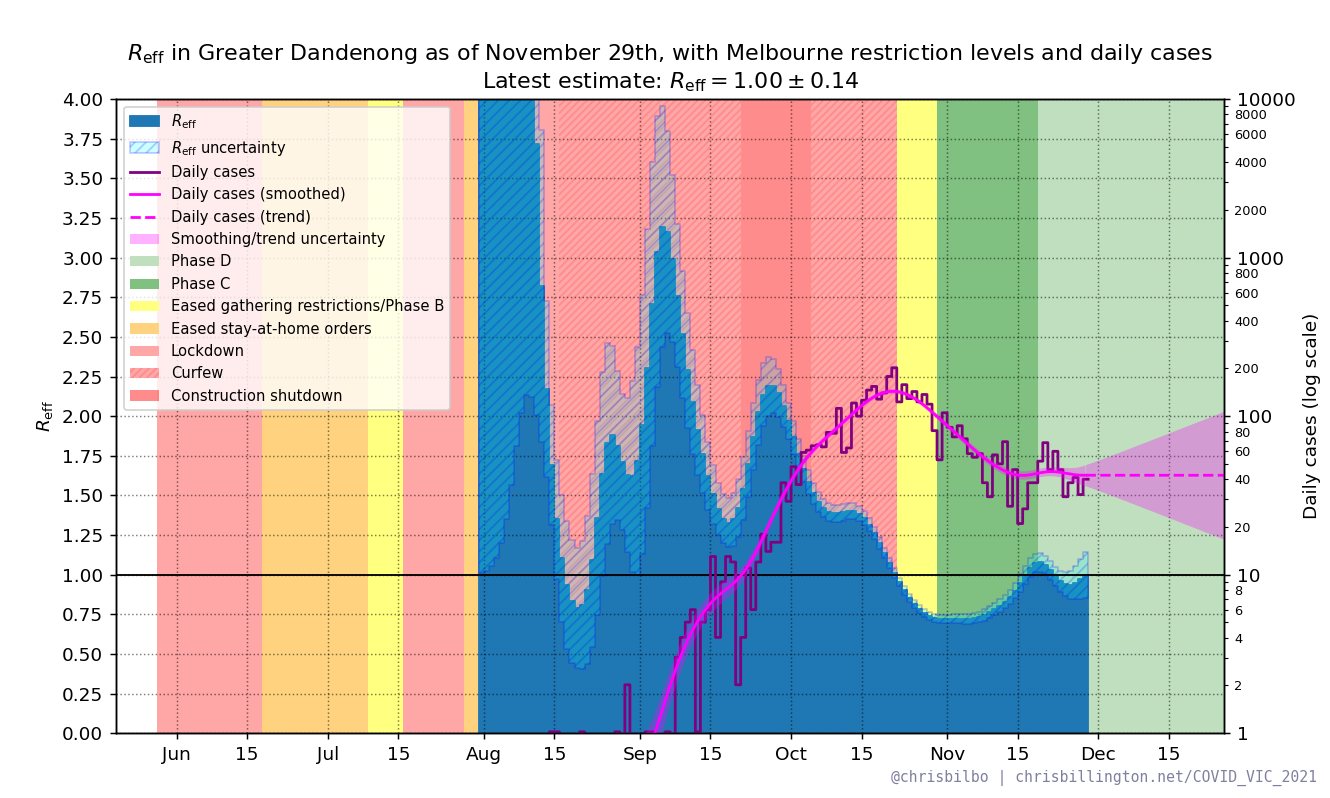 Reff in Greater Dandenong as of November 29th, with Melbourne restriction levels and daily cases
Latest estimate: Reff = 1.00 ± 0.14
4.00
3.75
3.50
3.25
3.00
2.75
2.50
2.25
2.00
1.75
1.50
1.25
1.00
0.75
0.50
0.25
0.00
Reff
Reff
Reff uncertainty
Daily cases
Daily cases (smoothed)
Daily cases (trend)
Smoothing/trend uncertainty
Phase D
Phase C
Eased gathering restrictions/Phase B
Eased stay-at-home orders
Lockdown
Curfew
Construction shutdown
10000
8000
6000
4000
2000
1000
800
600
400
200
100
80
60
40
20
10
8
6
4
2
1
Daily cases (log scale)
Jun 15 Jul 15 Aug 15 Sep 15 Oct 15 Nov 15 Dec 15
@chrisbilbo | chrisbillington.net/COVID_VIC_2021